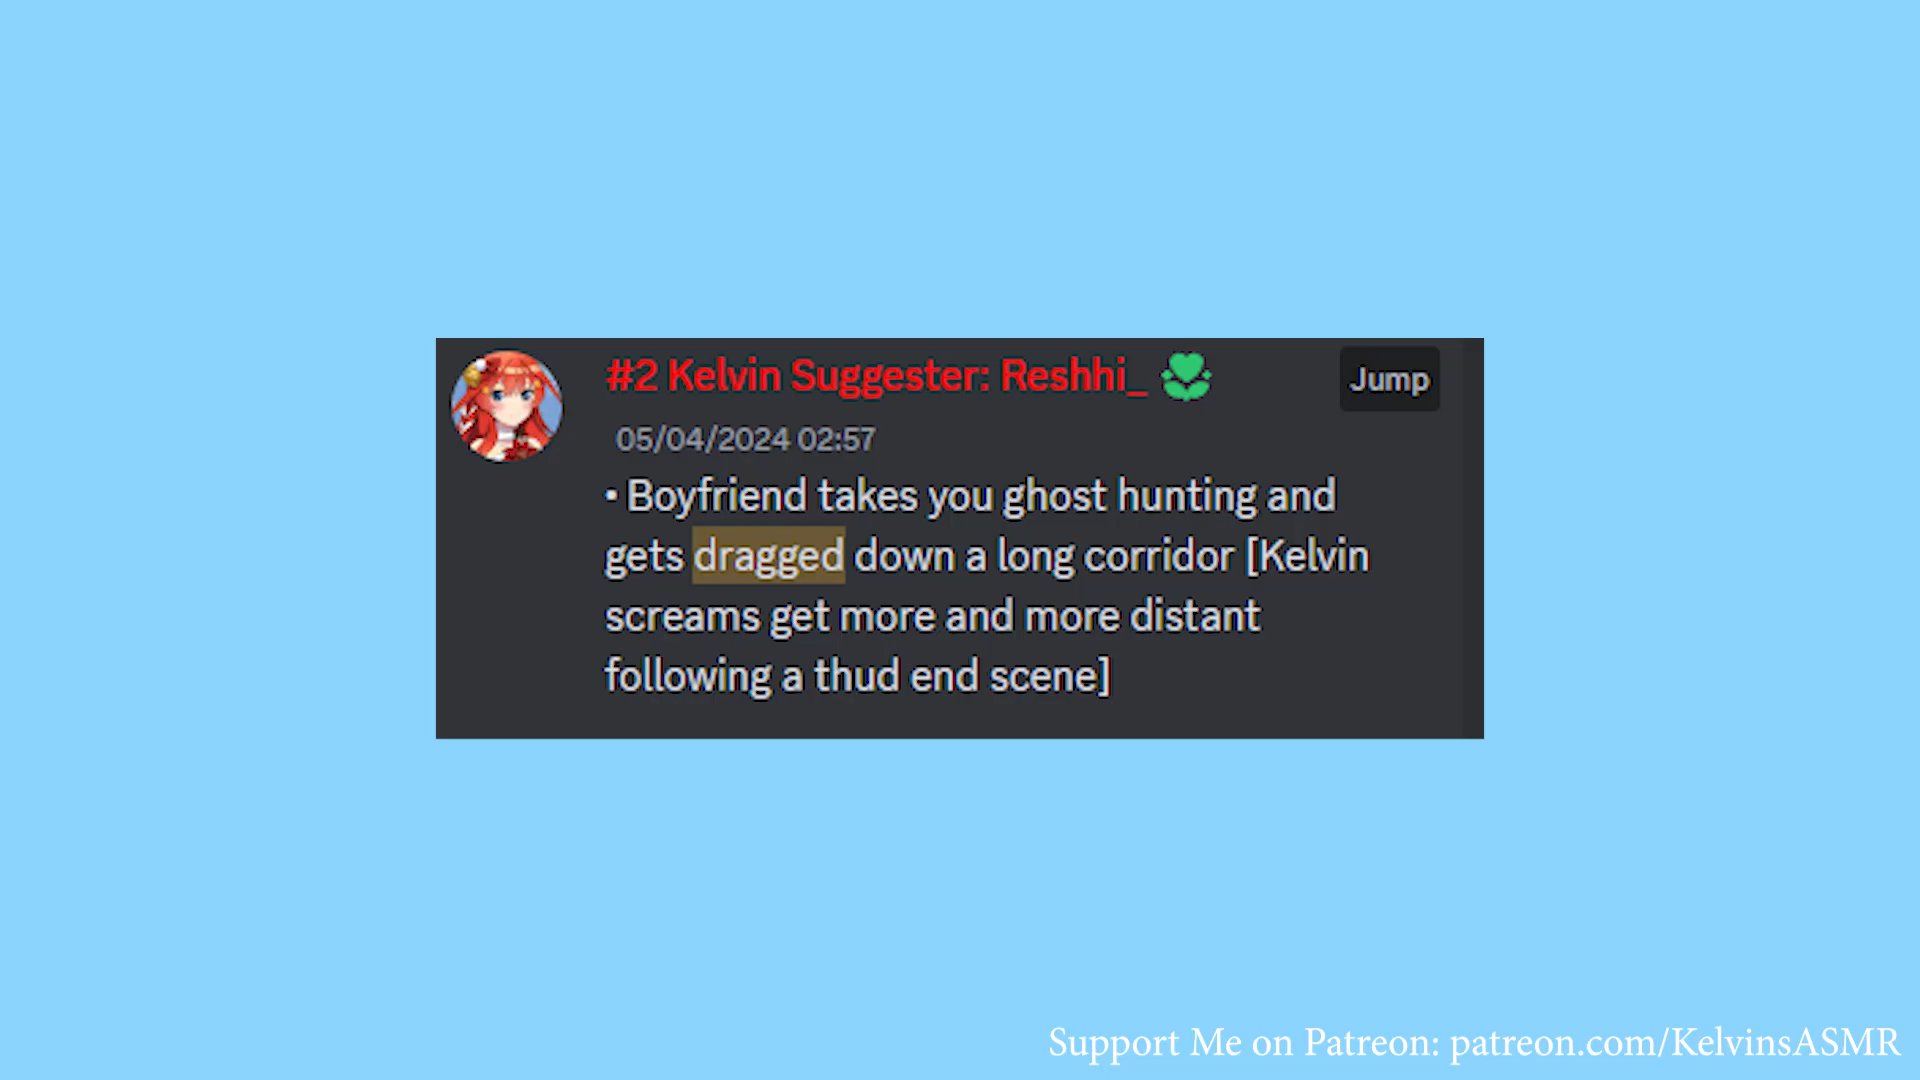 #2 Kelvin Suggester: Reshhi_
Jump
05/04/2024 02:57
• Boyfriend takes you ghost hunting and
gets dragged down a long corridor [Kelvin
screams get more and more distant
following a thud end scene]
Support Me on Patreon: patreon.com/KelvinsASMR